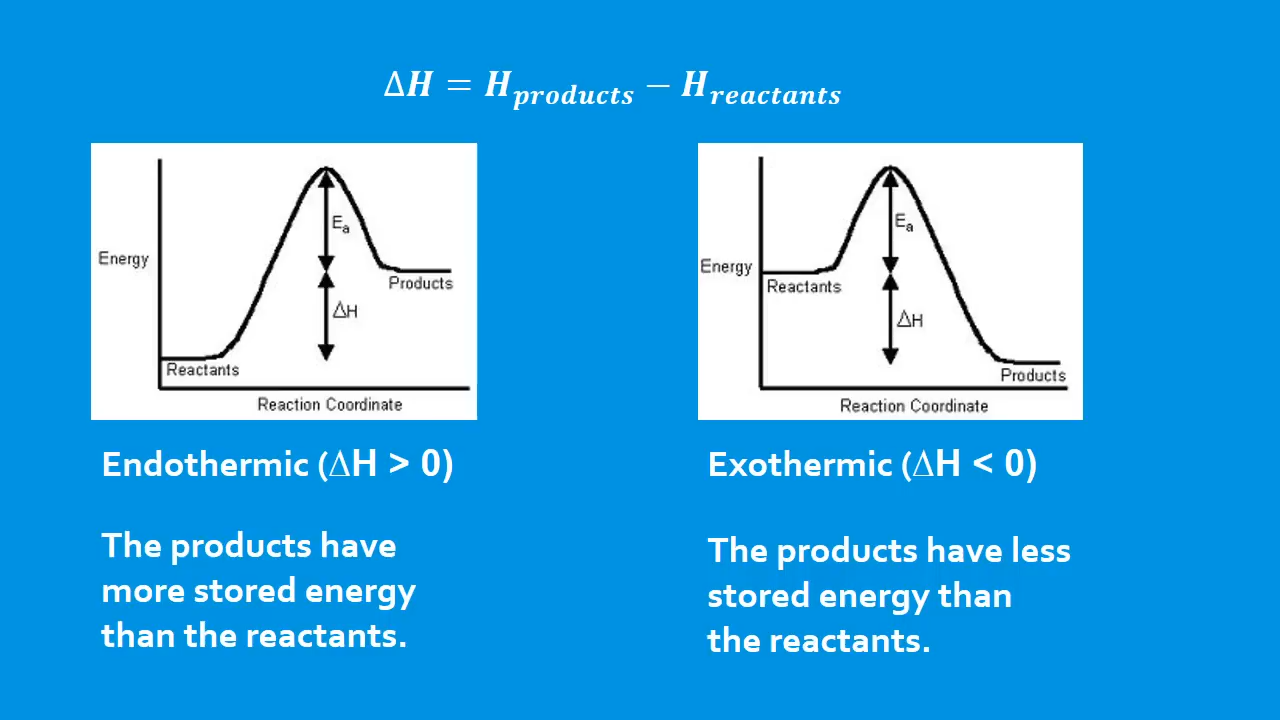 ΔH = H_products − H_reactants
Energy
E_a
Products
ΔH
Reactants
Reaction Coordinate
Energy
E_a
Reactants
ΔH
Products
Reaction Coordinate
Endothermic (ΔH > 0)
The products have
more stored energy
than the reactants.
Exothermic (ΔH < 0)
The products have less
stored energy than
the reactants.